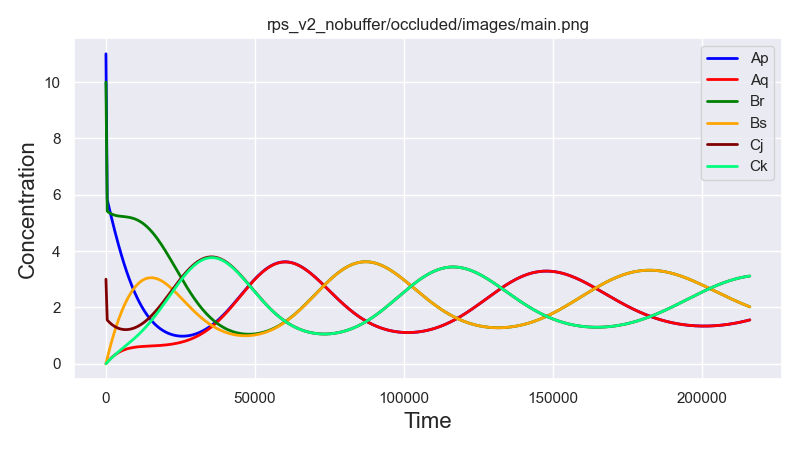 rps_v2_nobuffer/occluded/images/main.png
Concentration
10
8
6
4
2
0
Ap
Aq
Br
Bs
Cj
Ck
0 50000 100000 150000 200000
Time